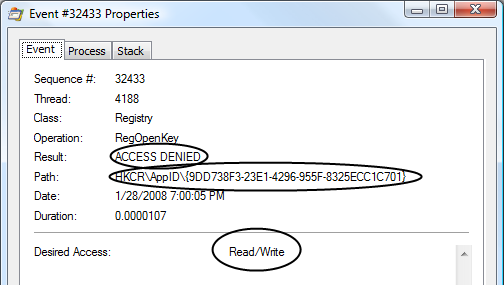 Event #32433 Properties
Event Process Stack
Sequence #: 32433
Thread: 4188
Class: Registry
Operation: RegOpenKey
Result: ACCESS DENIED
Path: HKCR\AppID\{9DD738F3-23E1-4296-955F-8325ECC1C701}
Date: 1/28/2008 7:00:05 PM
Duration: 0.0000107
Desired Access: Read/Write